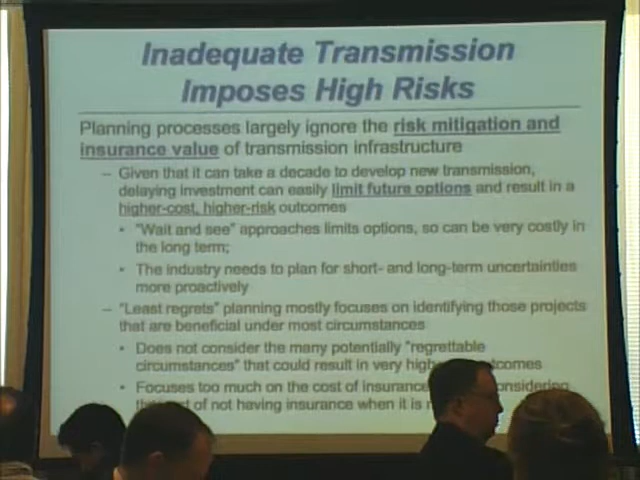 Inadequate Transmission
Imposes High Risks
Planning processes largely ignore the risk mitigation and
insurance value of transmission infrastructure
– Given that it can take a decade to develop new transmission,
delaying investment can easily limit future options and result in a
higher-cost, higher-risk outcomes
• "Wait and see" approaches limits options, so can be very costly in
the long term;
• The industry needs to plan for short- and long-term uncertainties
more proactively
– "Least regrets" planning mostly focuses on identifying those projects
that are beneficial under most circumstances
• Does not consider the many potentially "regrettable
circumstances" that could result in very
• Focuses too much on the cost of insurance
of not having insurance when it is